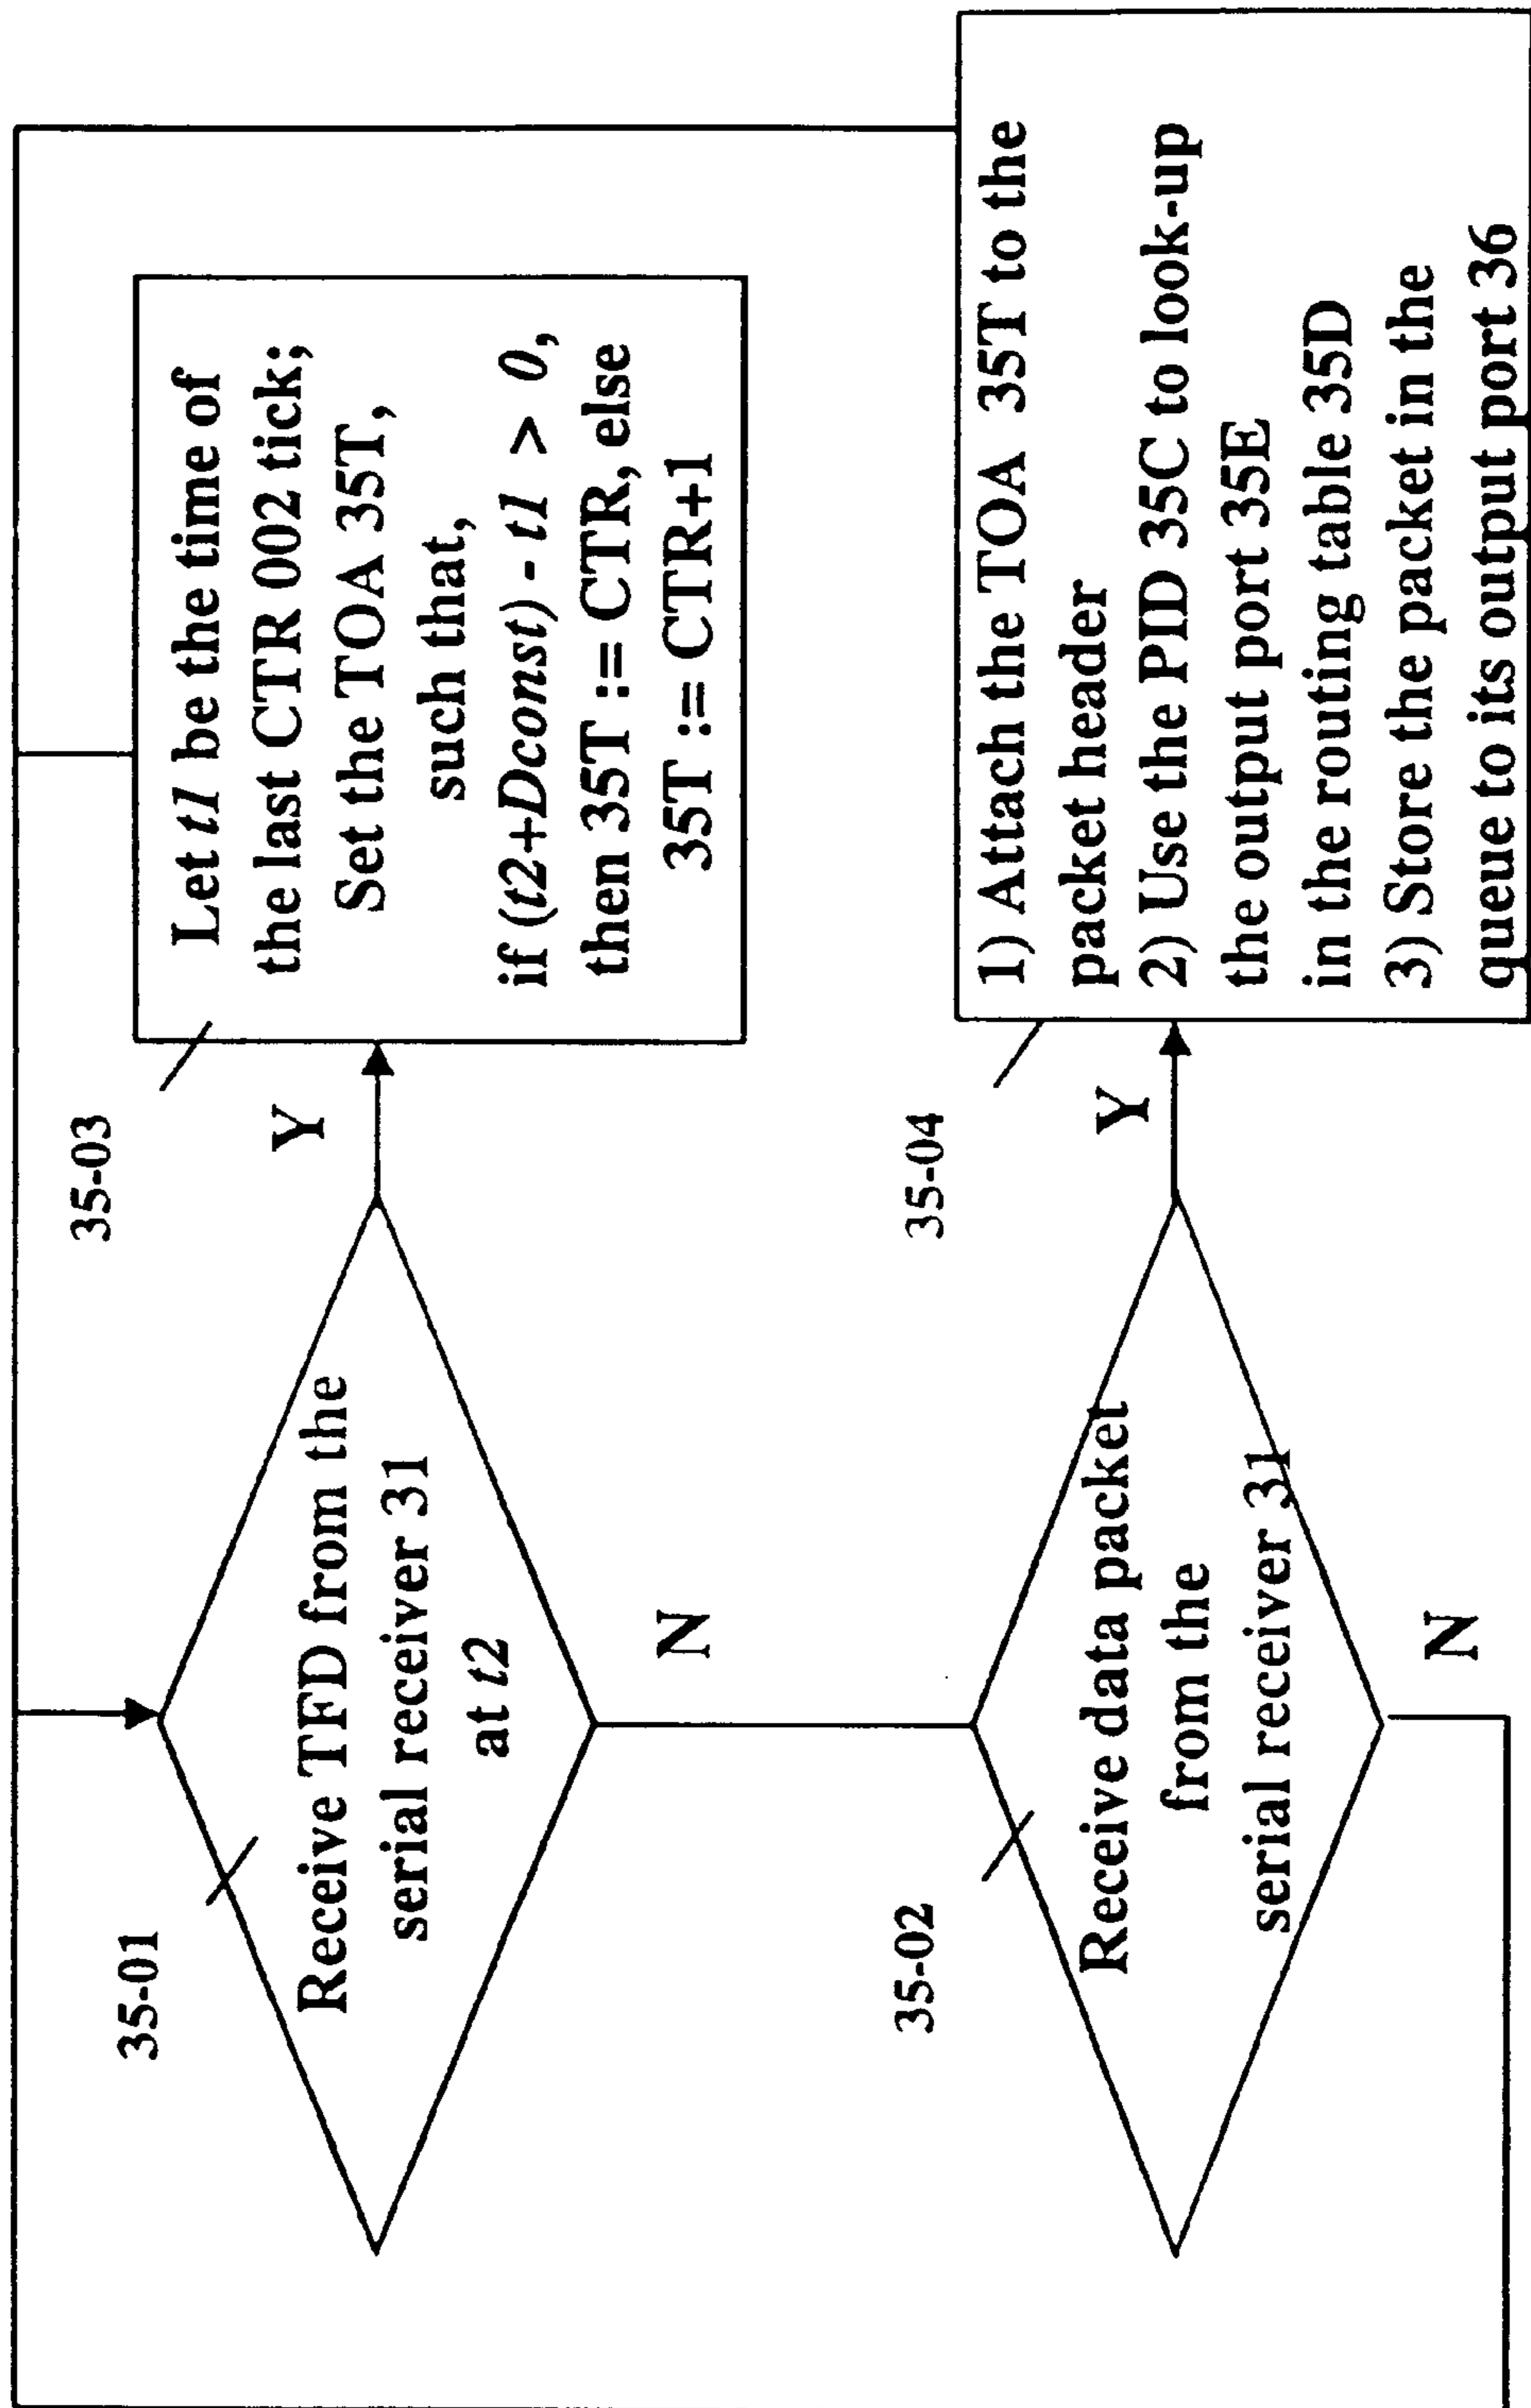 35-01
Receive TFD from the
serial receiver 31
at t2
Y
N
35-03
Let t1 be the time of
the last CTR 002 tick;
Set the TOA 35T,
such that,
if (t2+Dconst) - t1 > 0,
then 35T := CTR, else
35T := CTR+1
35-02
Receive data packet
from the
serial receiver 31
Y
N
35-04
1) Attach the TOA 35T to the
packet header
2) Use the PID 35C to look-up
the output port 35E
in the routing table 35D
3) Store the packet in the
queue to its output port 36